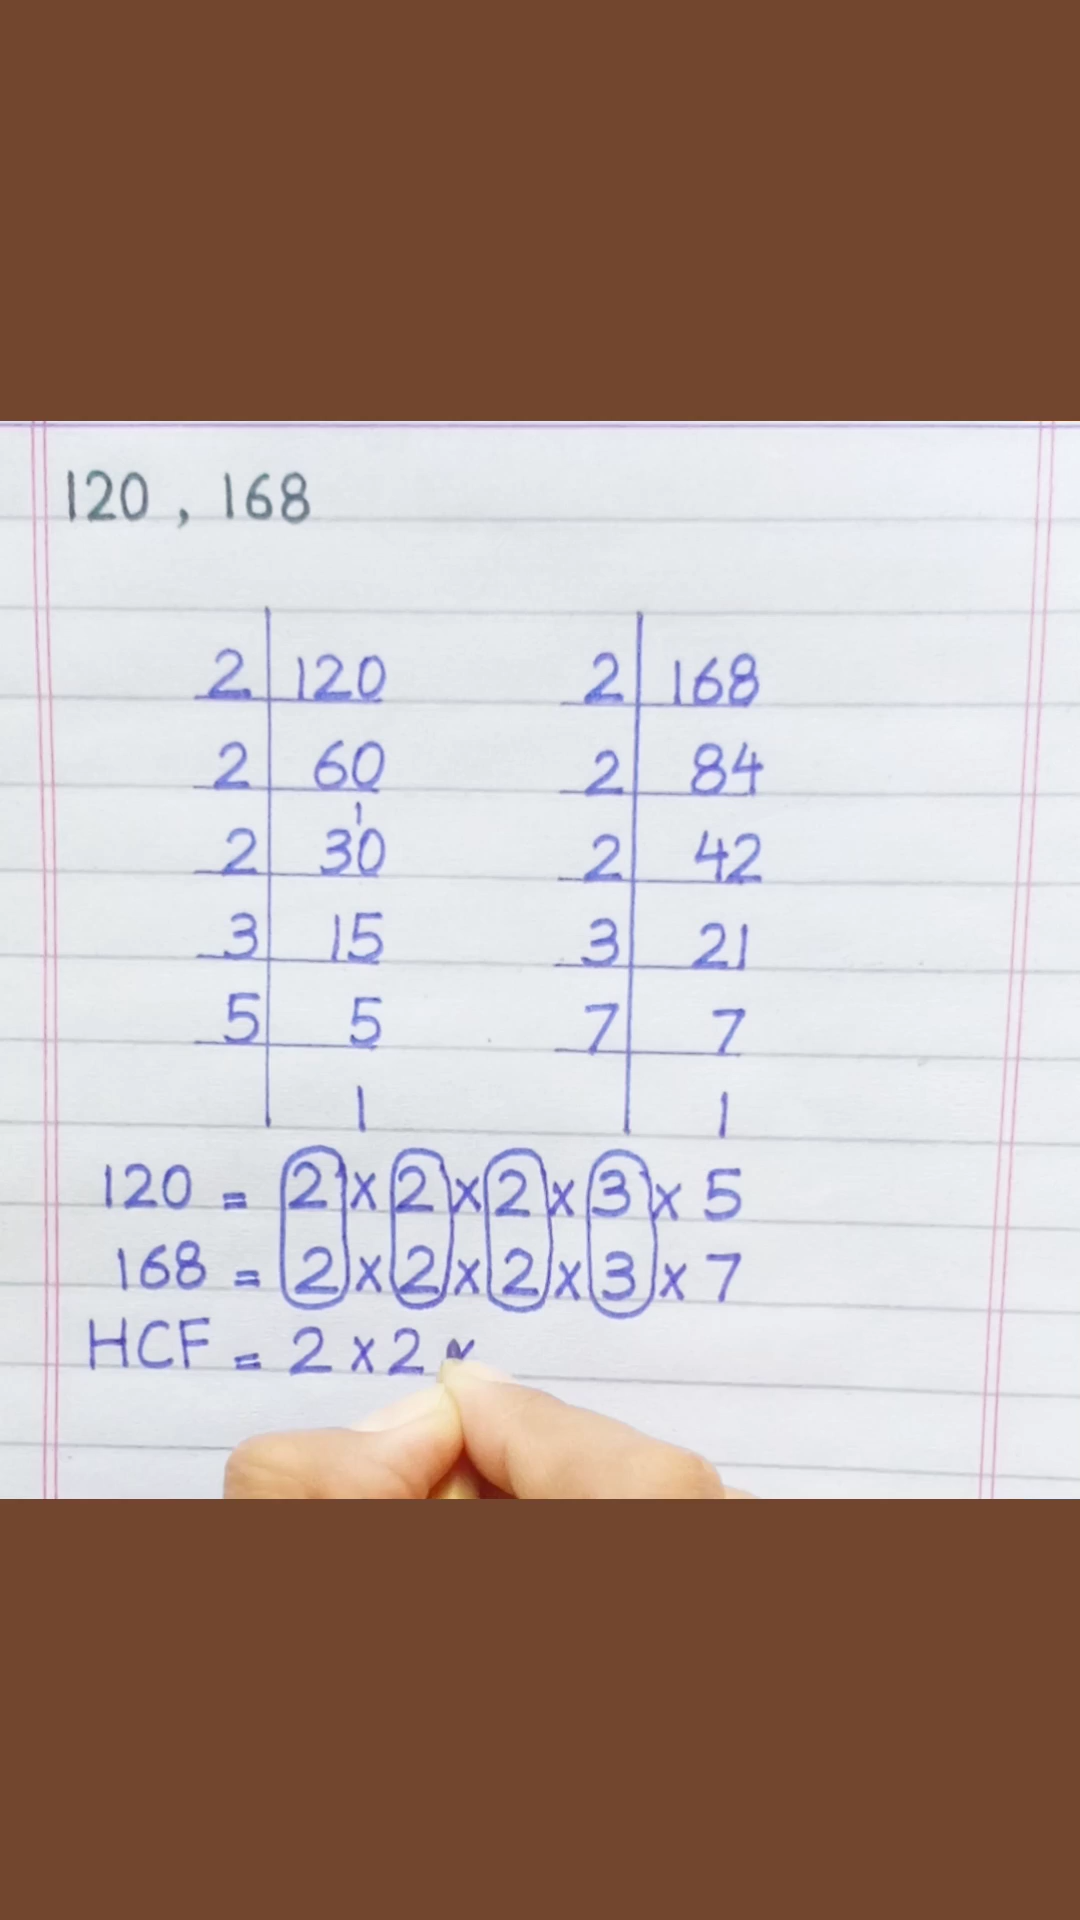 120 , 168
2 120 2 168
2 60 2 84
1
2 30 2 42
3 15 3 21
5 5 7 7
1 1
120 = 2 x 2 x 2 x 3 x 5
168 = 2 x 2 x 2 x 3 x 7
HCF = 2 x 2 x